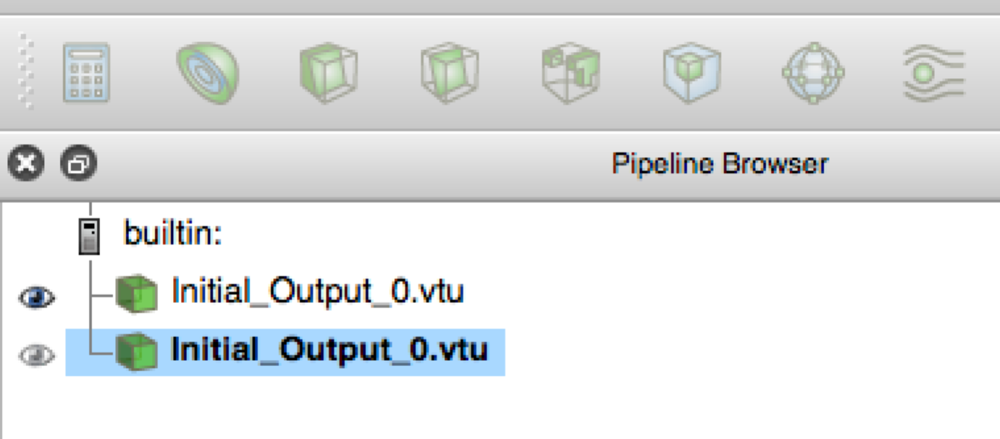 Pipeline Browser
builtin:
Initial_Output_0.vtu
Initial_Output_0.vtu